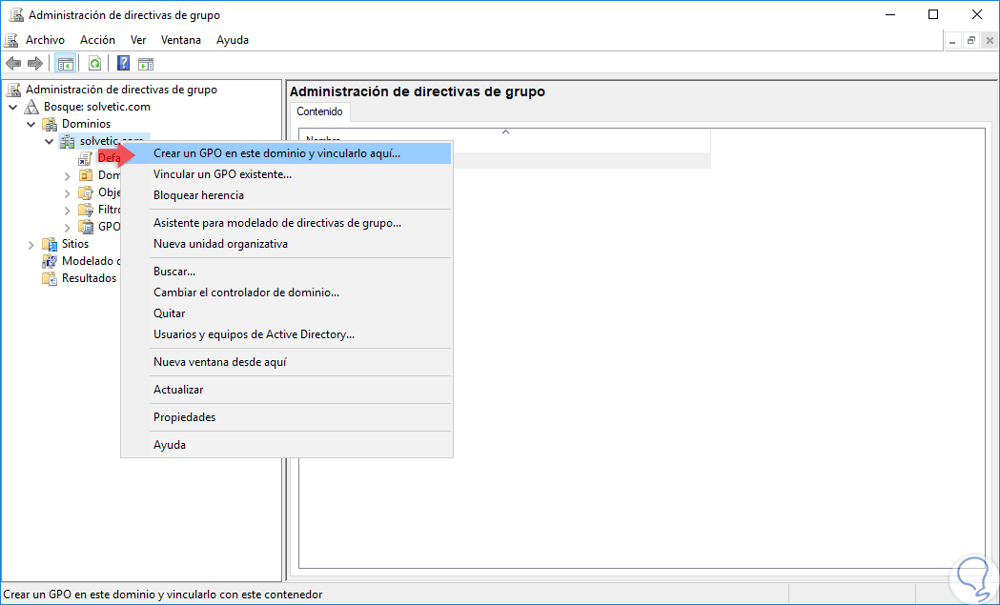 Administración de directivas de grupo
Archivo Acción Ver Ventana Ayuda
Administración de directivas de grupo
Bosque: solvetic.com
Dominios
solvetic.com
Defa
Dom
Obje
Filtro
GPO
Sitios
Modelado d
Resultados
Administración de directivas de grupo
Contenido
Nombre
Crear un GPO en este dominio y vincularlo aquí...
Vincular un GPO existente...
Bloquear herencia
Asistente para modelado de directivas de grupo...
Nueva unidad organizativa
Buscar...
Cambiar el controlador de dominio...
Quitar
Usuarios y equipos de Active Directory...
Nueva ventana desde aquí
Actualizar
Propiedades
Ayuda
Crear un GPO en este dominio y vincularlo con este contenedor